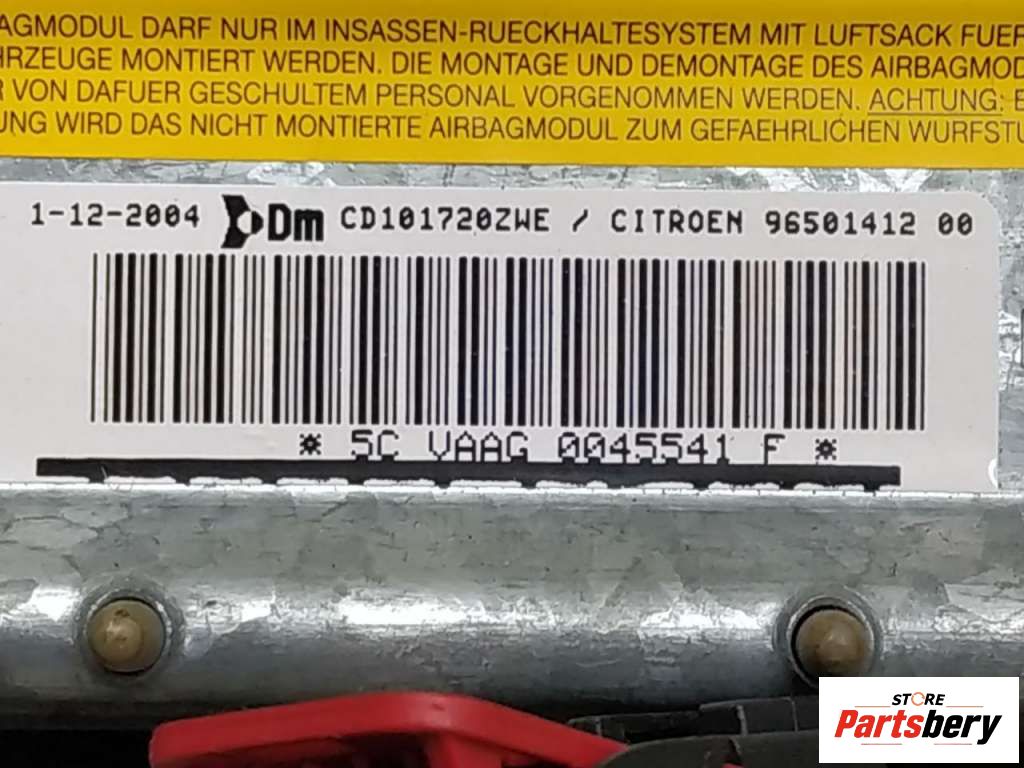 AGMODUL DARF NUR IM INSASSEN-RUECKHALTESYSTEM MIT LUFTSACK FUER
HRZEUGE MONTIERT WERDEN. DIE MONTAGE UND DEMONTAGE DES AIRBAGMOD
R VON DAFUER GESCHULTEM PERSONAL VORGENOMMEN WERDEN. ACHTUNG: E
UNG WIRD DAS NICHT MONTIERTE AIRBAGMODUL ZUM GEFAEHRLICHEN WURFSTU
1-12-2004 Dm CD101720ZWE / CITROEN 96501412 00
* 5C VAAG 0045541 F *
STORE
Partsbery